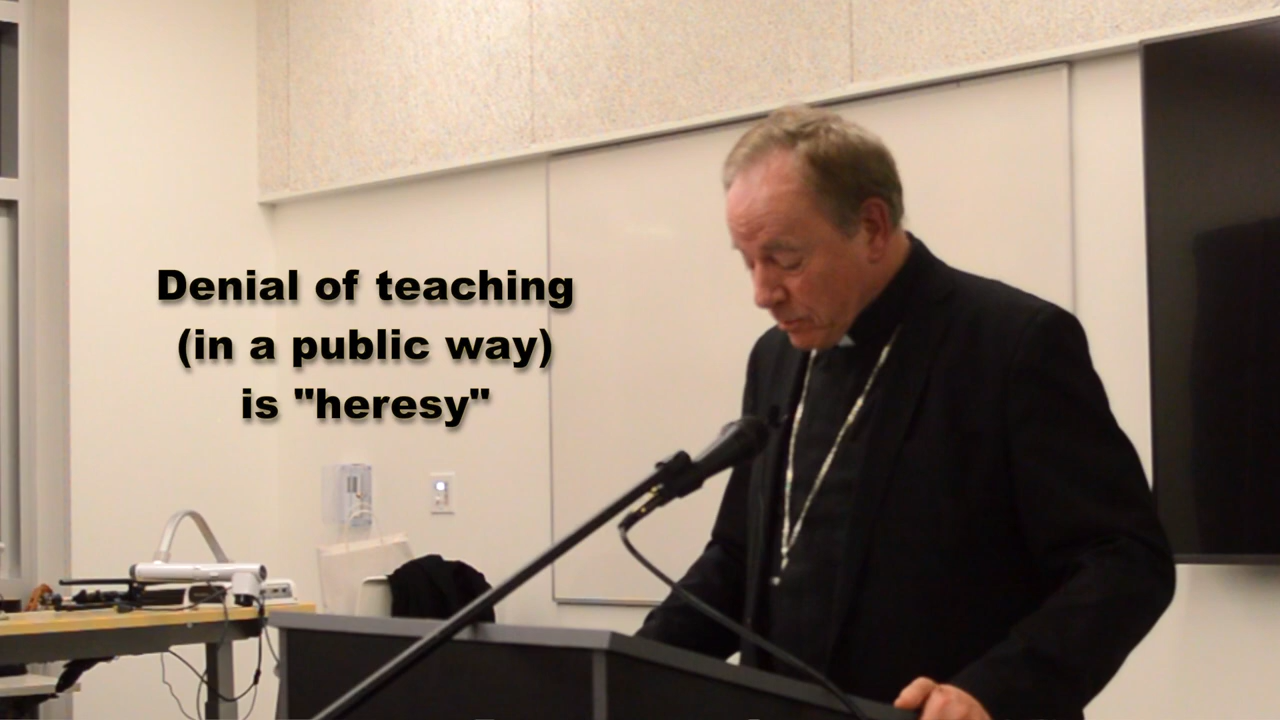 Denial of teaching
(in a public way)
is "heresy"